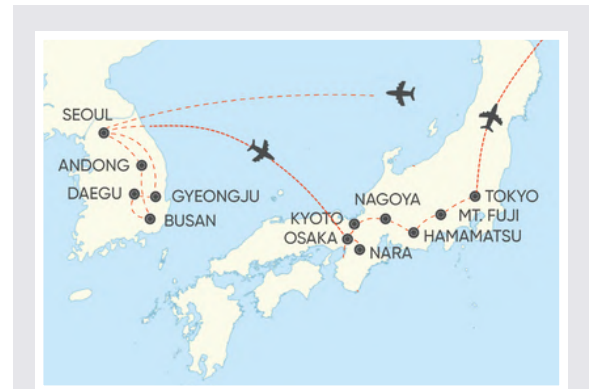 SEOUL
ANDONG
DAEGU
GYEONGJU
BUSAN
NAGOYA
KYOTO
OSAKA
NARA
TOKYO
MT. FUJI
HAMAMATSU